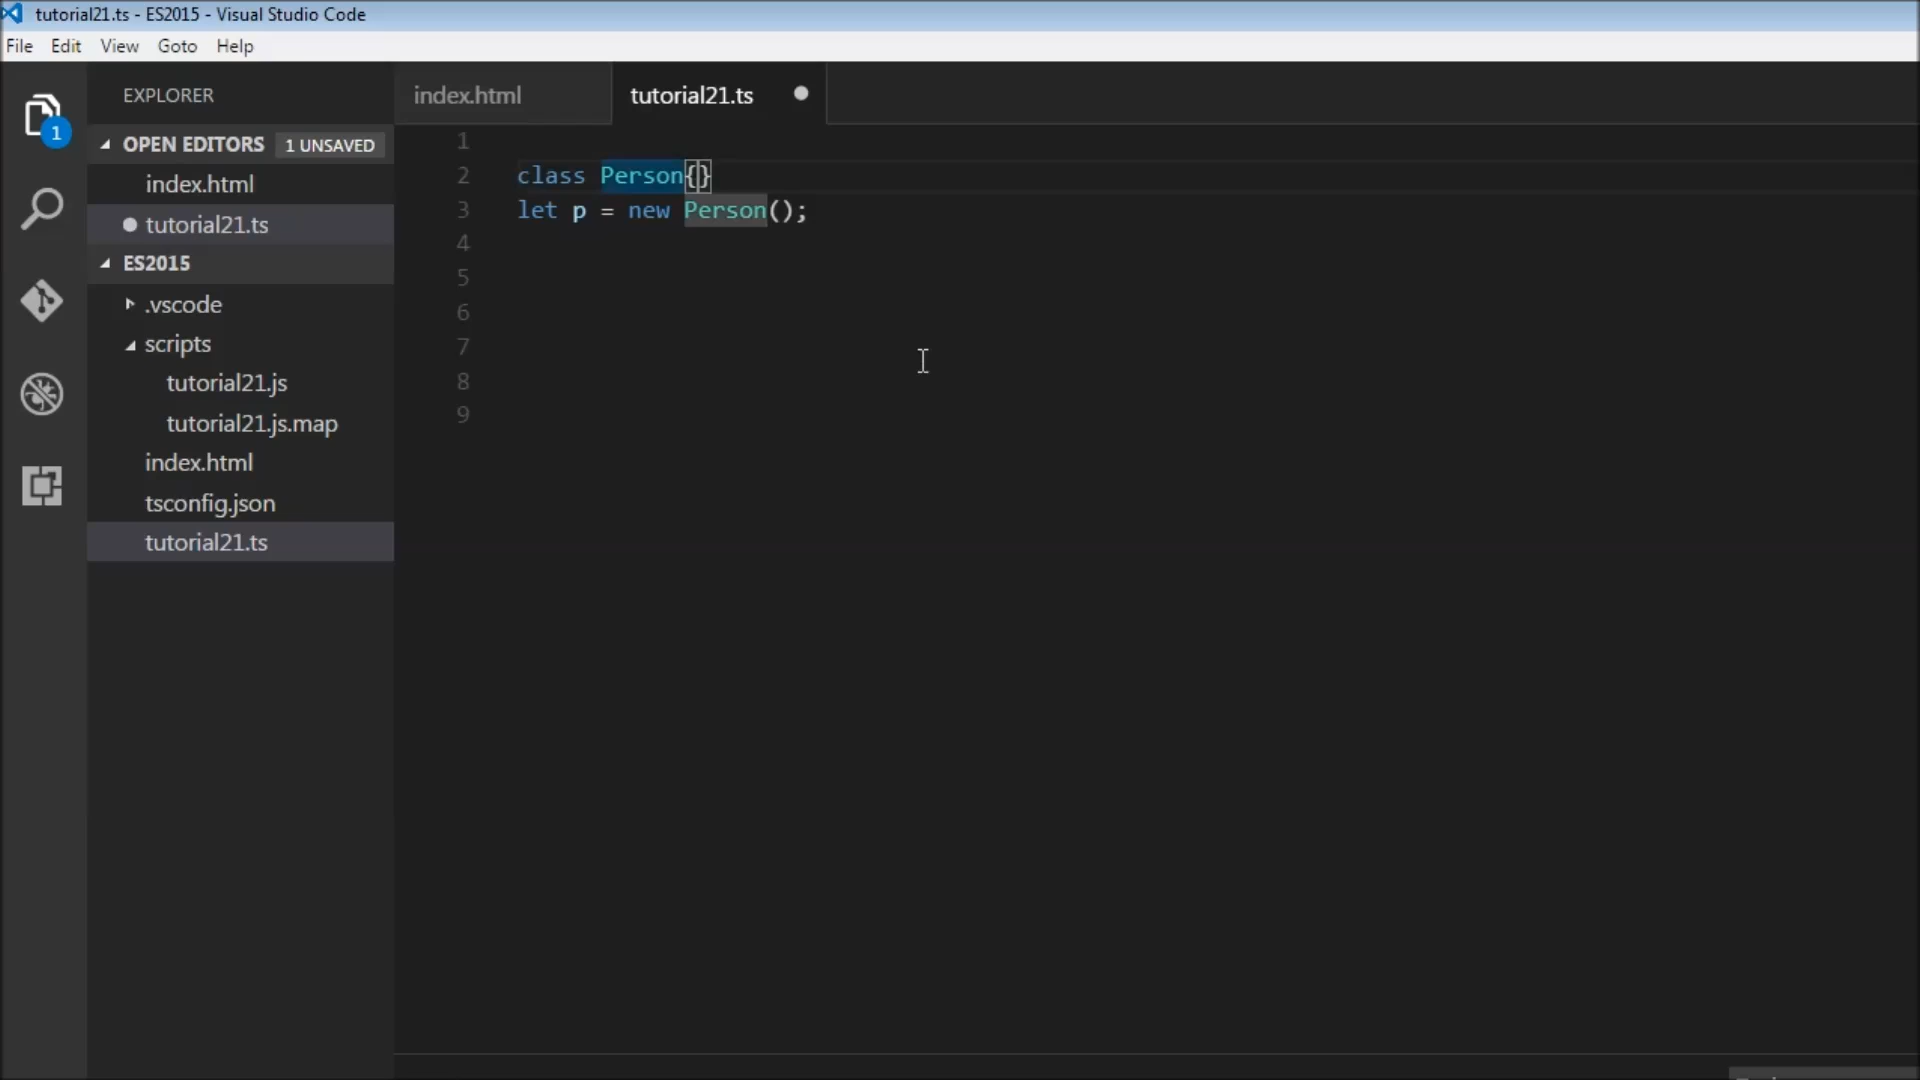 tutorial21.ts - ES2015 - Visual Studio Code
File Edit View Goto Help
EXPLORER
1
OPEN EDITORS 1 UNSAVED
index.html
tutorial21.ts
ES2015
.vscode
scripts
tutorial21.js
tutorial21.js.map
index.html
tsconfig.json
tutorial21.ts
index.html tutorial21.ts
1
2 class Person{}
3 let p = new Person();
4
5
6
7
8
9